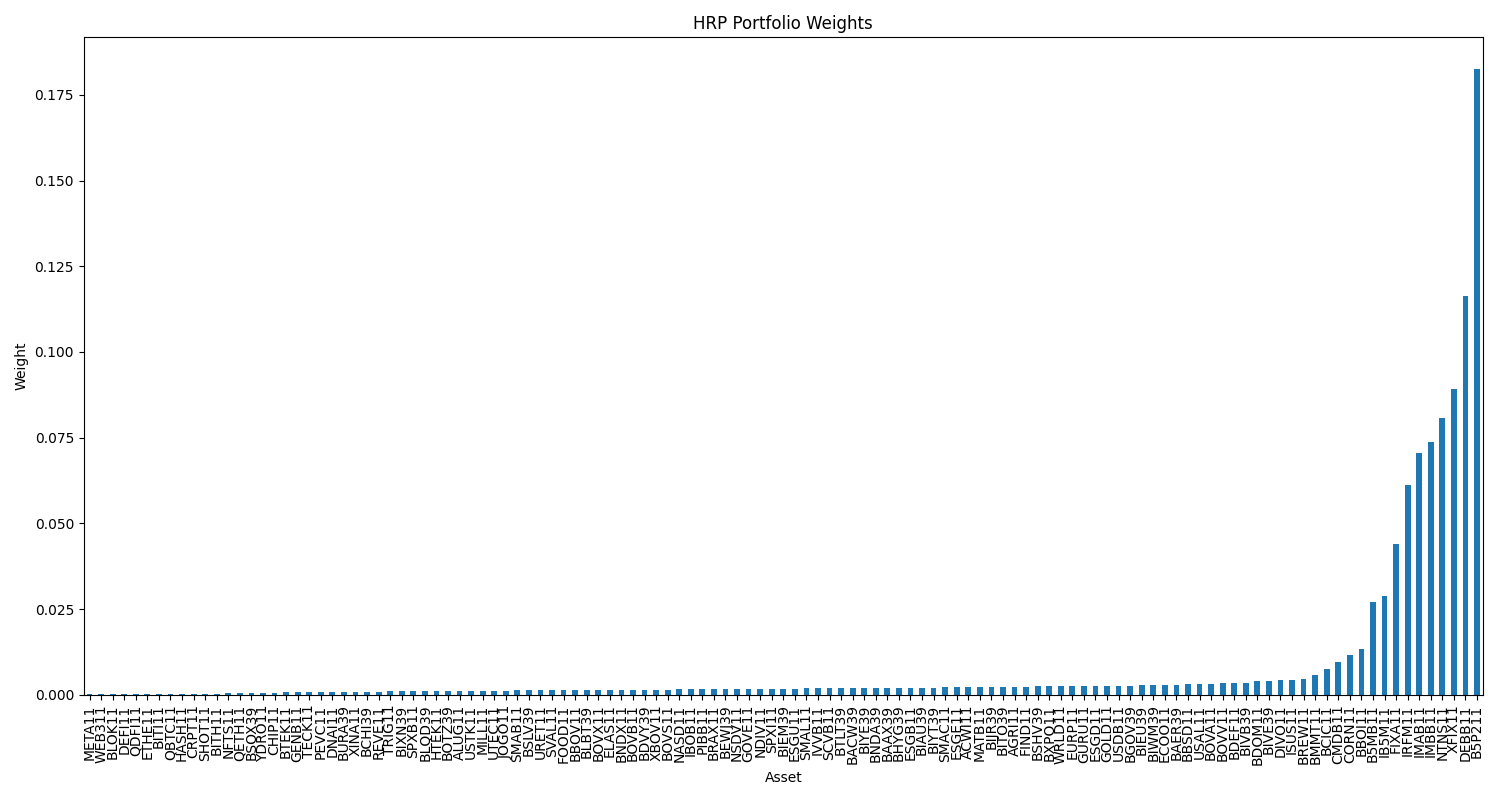 HRP Portfolio Weights
0.175
0.150
0.125
0.100
0.075
0.050
0.025
0.000
Weight
META11
WEB311
BLOK11
DEFI11
QDFI11
ETHE11
BITI11
QBTC11
HASH11
CRPT11
SHOT11
BITH11
NFTS11
QETH11
BSOX39
YDRO11
CHIP11
BTEK11
GENB11
TECK11
PEVC11
DNAI11
BURA39
XINA11
BCHI39
REVE11
TRIG11
BIXN39
SPXB11
BLQD39
HTEK11
BOTZ39
ALUG11
USTK11
MILL11
UTEC11
JOGO11
SMAB11
BSLV39
URET11
SVAL11
FOOD11
BLBT39
BOVX11
ELAS11
BNDX11
BOVB11
BDVY39
XBOV11
BOVS11
NASD11
IBOB11
PIBB11
BRAX11
BEWJ39
NSDV11
GOVE11
NDIV11
SPXI11
BIEM39
ESGU11
SMAL11
IVVB11
SCVB11
BTLT39
BACW39
BIYE39
BNDA39
BAAX39
BHYG39
ESGB11
BIAU39
BIYT39
SMAC11
ESGE11
ACWI11
MATB11
BIJR39
BITO39
AGRI11
FIND11
BSHV39
WRLD11
EURP11
GURU11
ESGD11
GOLD11
USDB11
BGOV39
BIEU39
BIWM39
ECOO11
BAER39
BBSD11
USAL11
BOVA11
BOVV11
BDEF11
BIVB39
BDOM11
BIVE39
DIVO11
ISUS11
BREW11
BMMT11
BCIC11
CMDB11
CORN11
BBOI11
B5MB11
IB5M11
FIXA11
IRFM11
IMAB11
IMBB11
NTNS11
XFIX11
DEBB11
B5P211
Asset